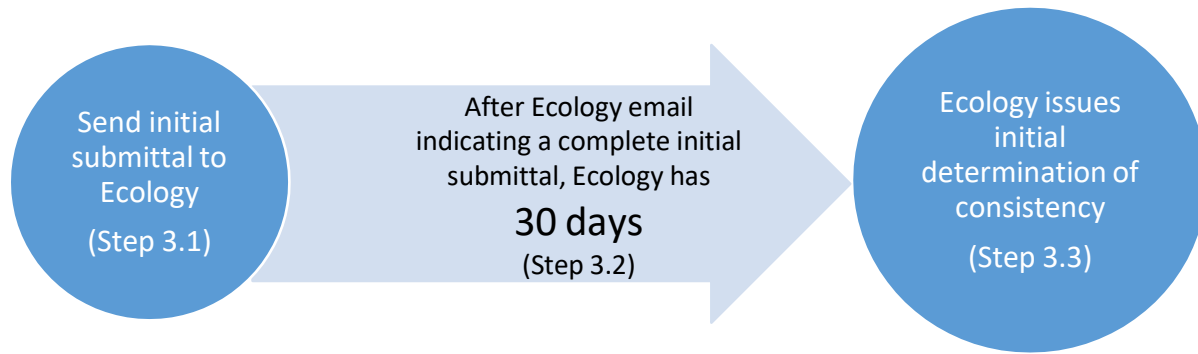 Send initial
submittal to
Ecology
(Step 3.1)
After Ecology email
indicating a complete initial
submittal, Ecology has
30 days
(Step 3.2)
Ecology issues
initial
determination of
consistency
(Step 3.3)